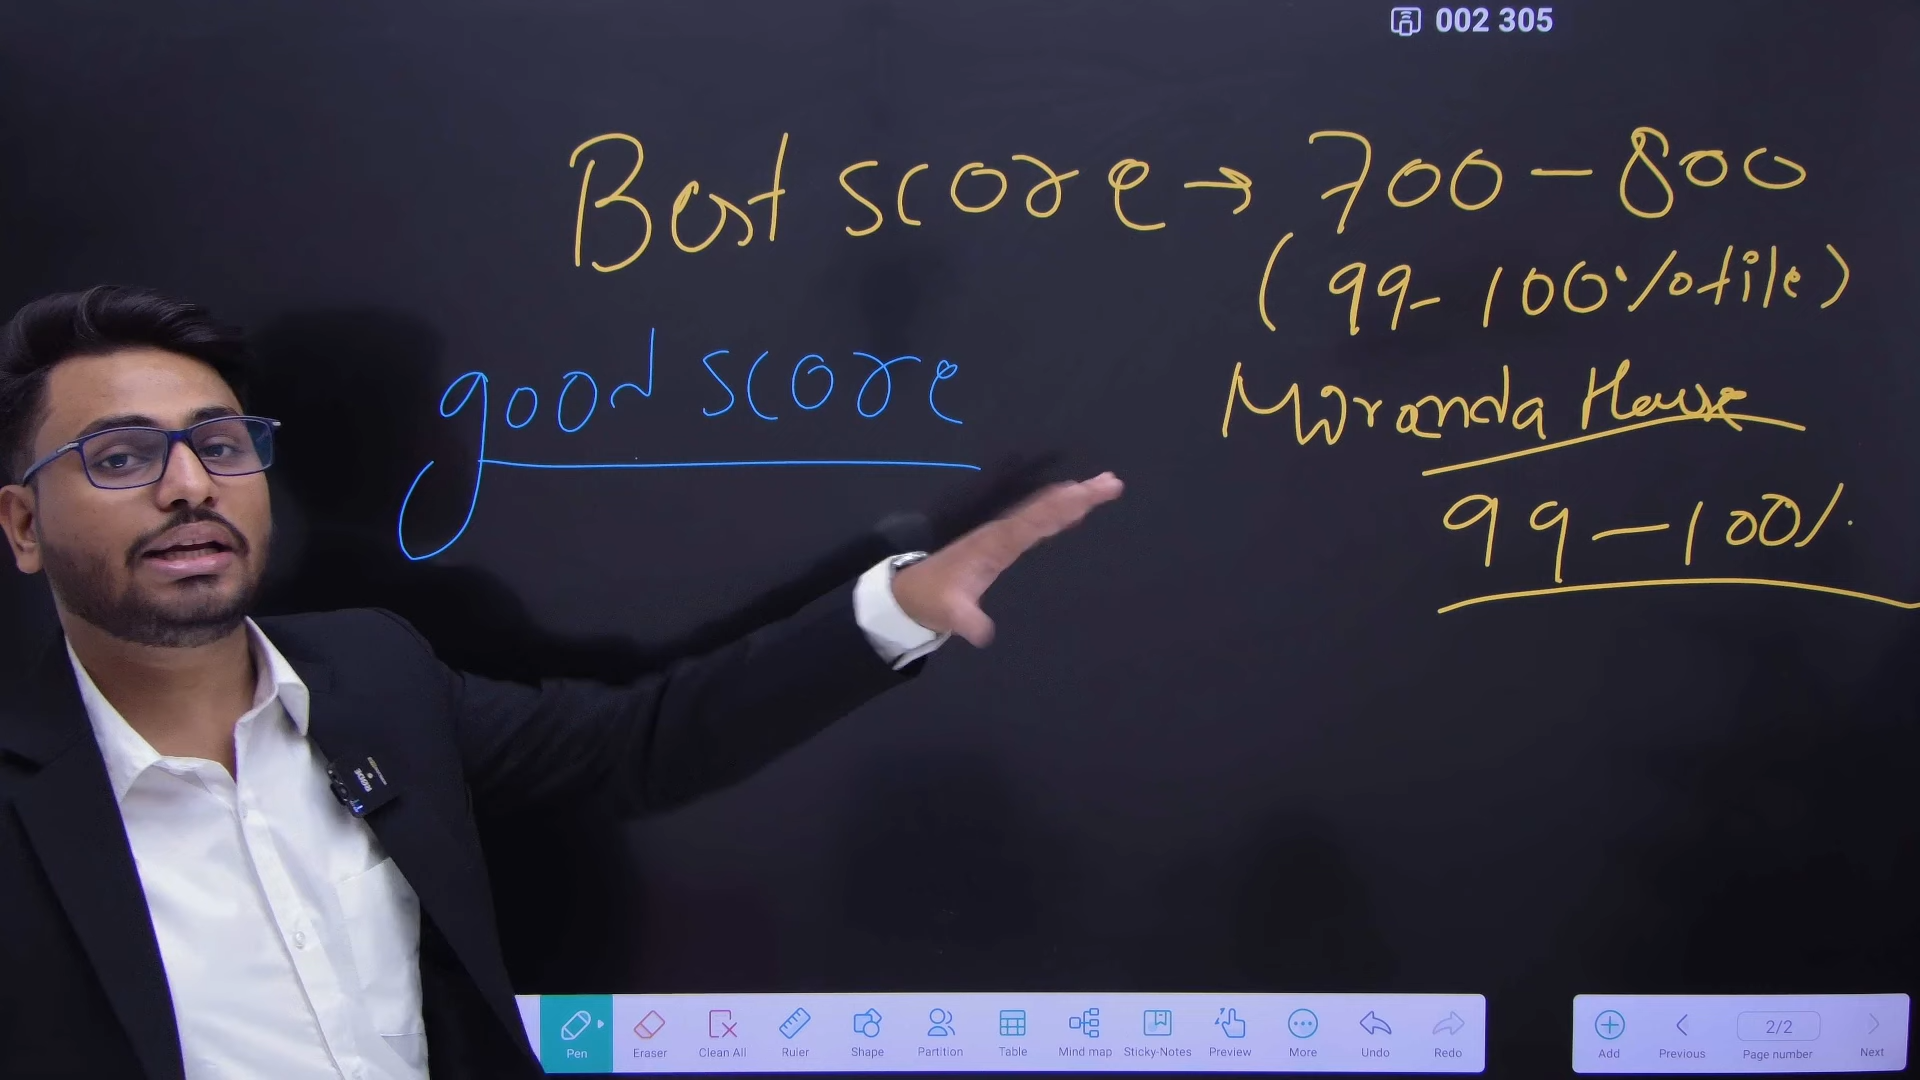 002 305
Best score → 700 - 800
(99 - 100%tile)
good score
Miranda House
99 - 100%
RØDE
Pen
Eraser
Clean All
Ruler
Shape
Partition
Table
Mind map
Sticky-Notes
Preview
More
Undo
Redo
Add
Previous
2/2
Page number
Next